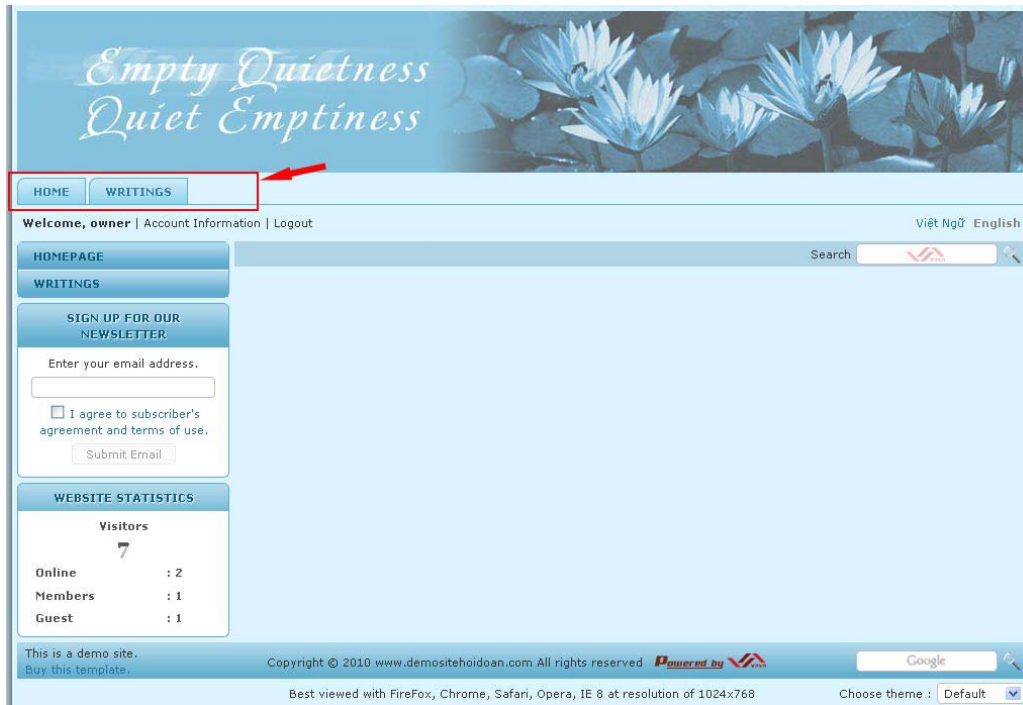 Empty Quietness
Quiet Emptiness
HOME WRITINGS
Welcome, owner | Account Information | Logout
Việt Ngữ English
HOMEPAGE
Search
WRITINGS
SIGN UP FOR OUR
NEWSLETTER
Enter your email address.
I agree to subscriber's
agreement and terms of use.
Submit Email
WEBSITE STATISTICS
Visitors
7
Online : 2
Members : 1
Guest : 1
This is a demo site.
Buy this template.
Copyright © 2010 www.demositehoidoan.com All rights reserved Powered by
Google
Best viewed with FireFox, Chrome, Safari, Opera, IE 8 at resolution of 1024x768
Choose theme : Default